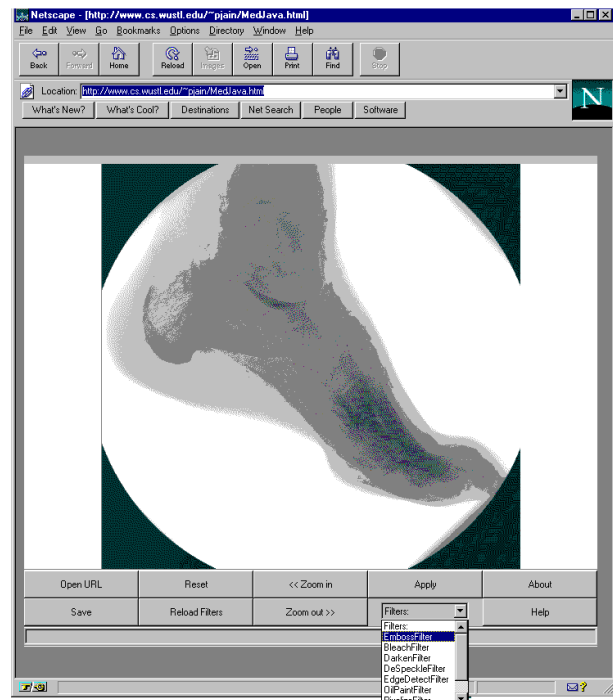 Netscape - [http://www.cs.wustl.edu/~pjain/MedJava.html]
File Edit View Go Bookmarks Options Directory Window Help
Back Forward Home Reload Images Open Print Find Stop
Location: http://www.cs.wustl.edu/~pjain/MedJava.html
N
What's New? What's Cool? Destinations Net Search People Software
Open URL Reset << Zoom in Apply About
Save Reload Filters Zoom out >> Filters: Help
Filters:
EmbossFilter
BleachFilter
DarkenFilter
DeSpeckleFilter
EdgeDetectFilter
OilPaintFilter